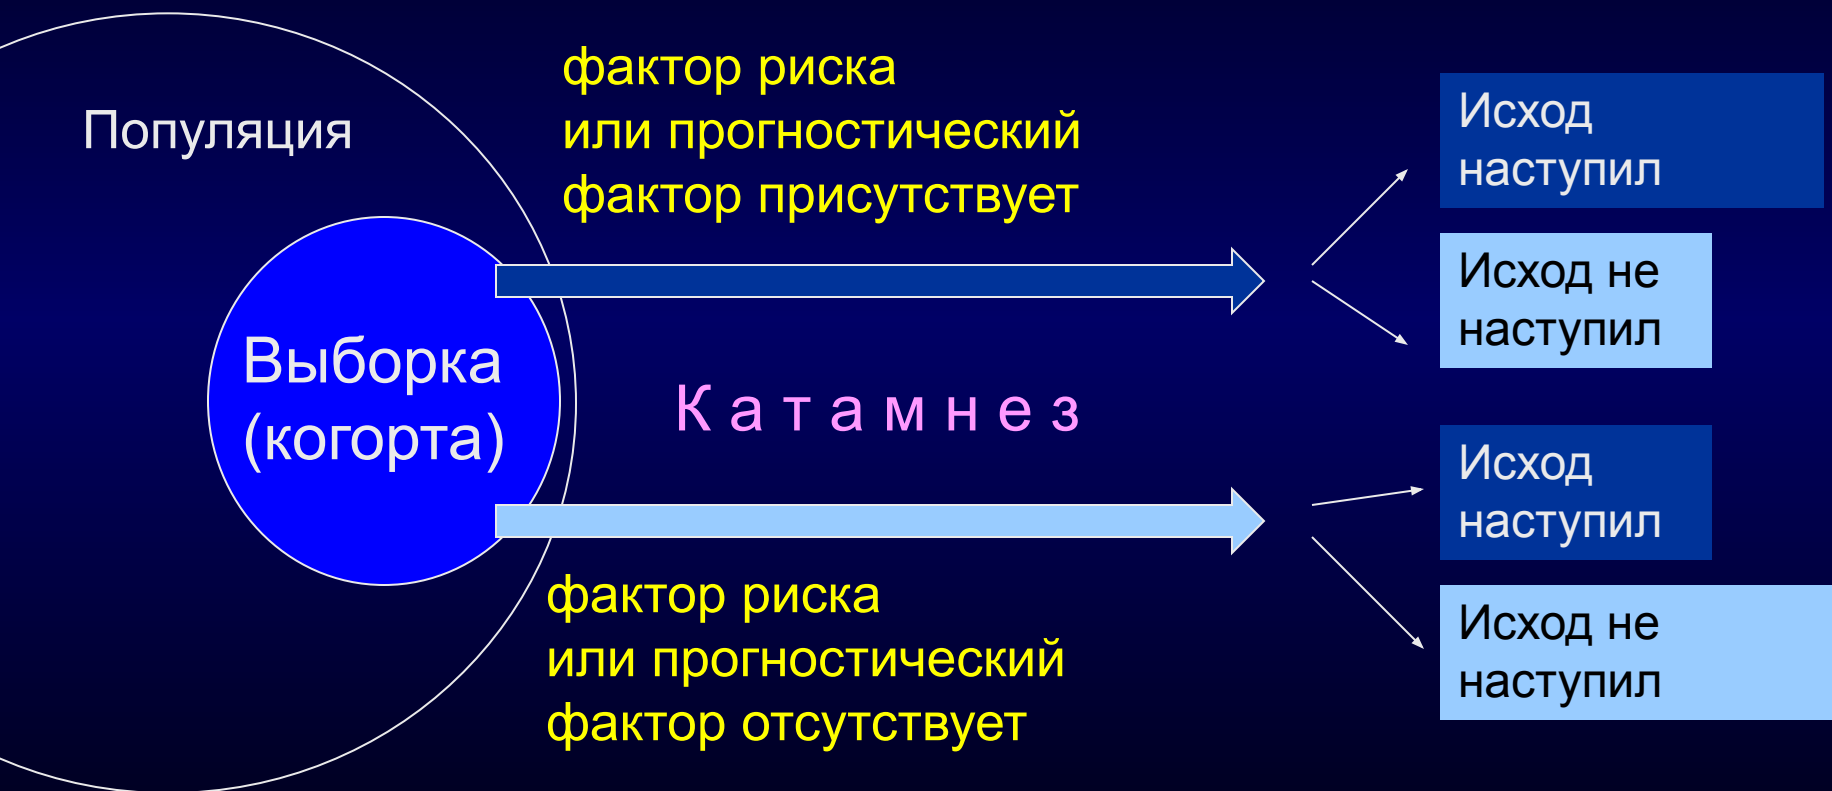 Популяция
фактор риска
или прогностический
фактор присутствует
Исход
наступил
Исход не
наступил
Выборка
(когорта)
К а т а м н е з
Исход
наступил
Исход не
наступил
фактор риска
или прогностический
фактор отсутствует